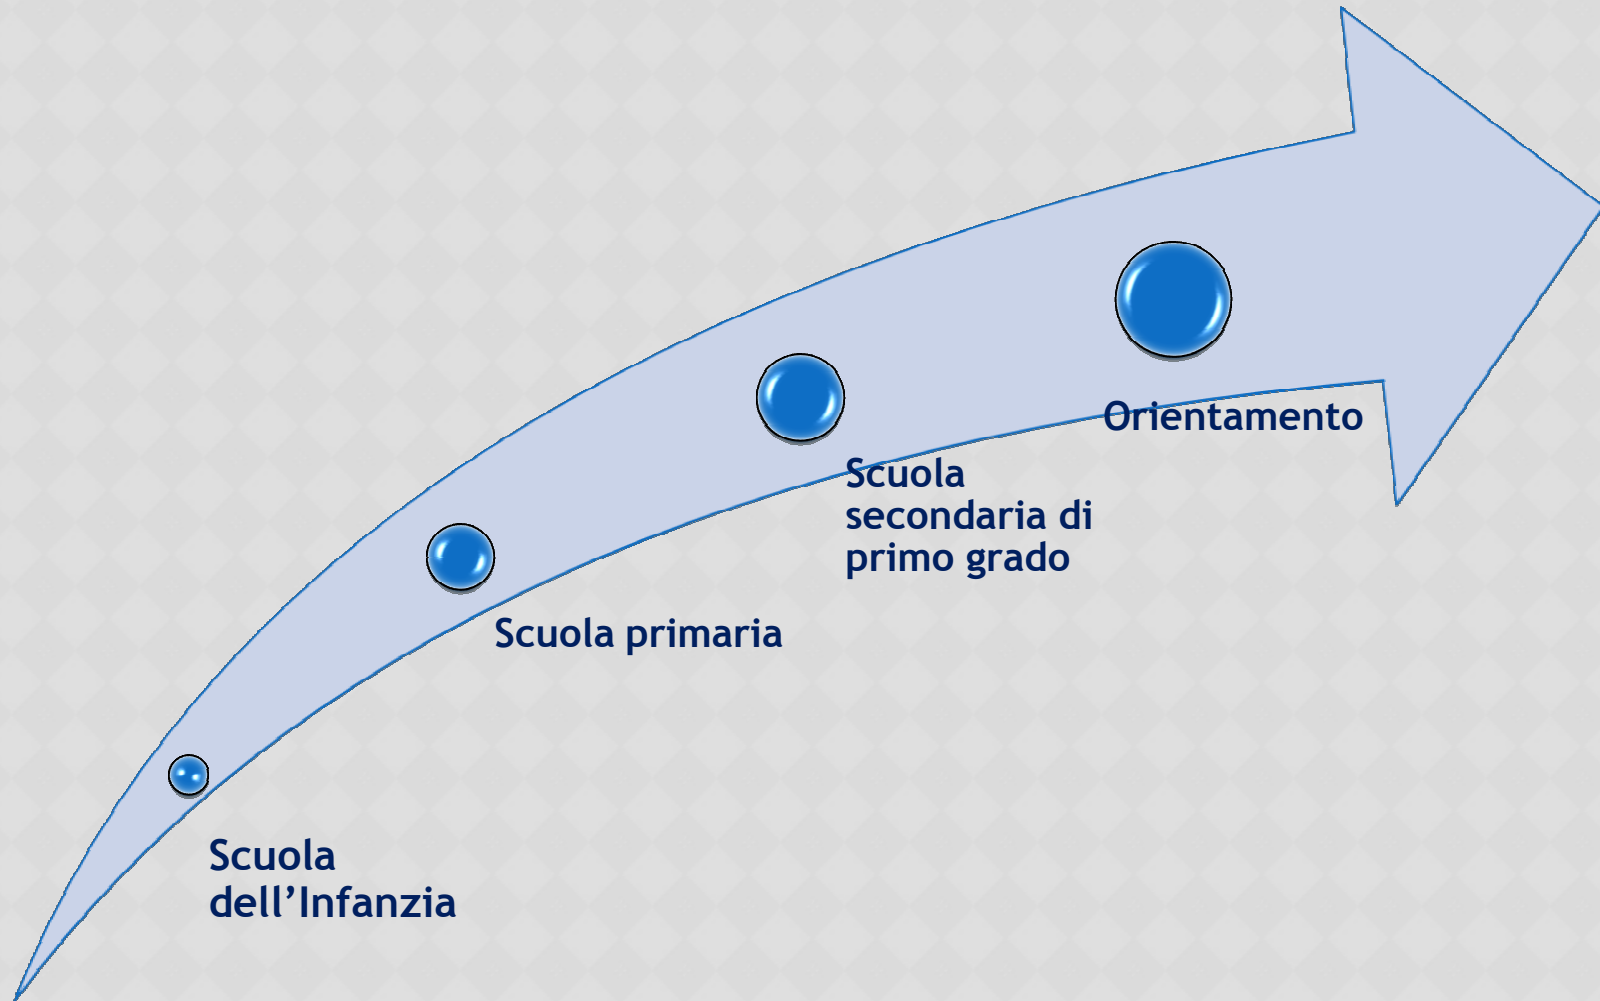 Orientamento
Scuola
secondaria di
primo grado
Scuola primaria
Scuola
dell’Infanzia